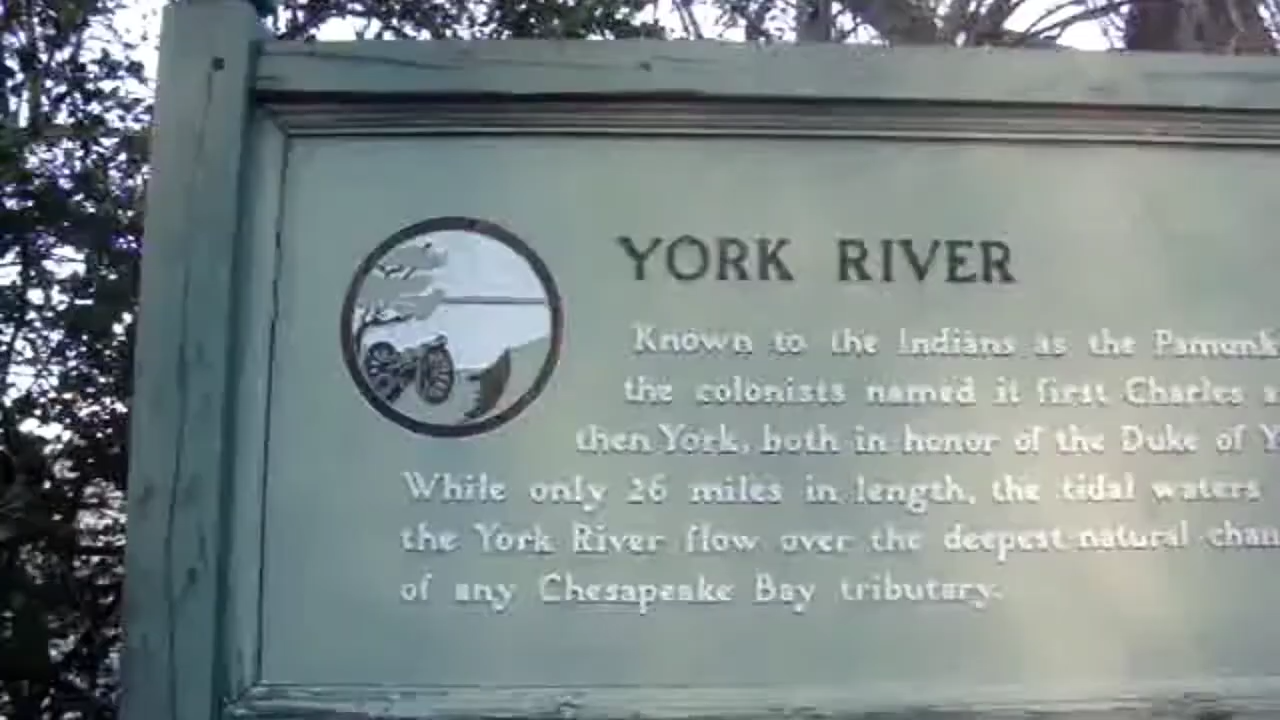 YORK RIVER
Known to the Indians as the Pamunk
the colonists named it first Charles a
then York, both in honor of the Duke of Y
While only 26 miles in length, the tidal waters
the York River flow over the deepest natural chan
of any Chesapeake Bay tributary.